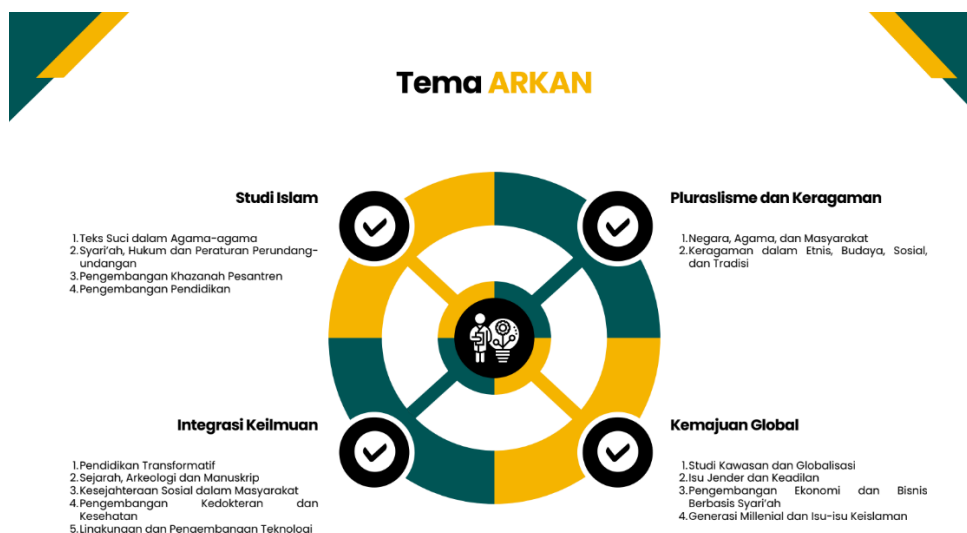 Tema ARKAN
Studi Islam
1.Teks Suci dalam Agama-agama
2.Syari'ah, Hukum dan Peraturan Perundang-
undangan
3.Pengembangan Khazanah Pesantren
4.Pengembangan Pendidikan
Pluraslisme dan Keragaman
1.Negara, Agama, dan Masyarakat
2.Keragaman dalam Etnis, Budaya, Sosial,
dan Tradisi
Integrasi Keilmuan
1.Pendidikan Transformatif
2.Sejarah, Arkeologi dan Manuskrip
3.Kesejahteraan Sosial dalam Masyarakat
4.Pengembangan Kedokteran dan
Kesehatan
5.Lingkungan dan Pengembangan Teknologi
Kemajuan Global
1.Studi Kawasan dan Globalisasi
2.Isu Jender dan Keadilan
3.Pengembangan Ekonomi dan Bisnis
Berbasis Syari'ah
4.Generasi Millenial dan Isu-isu Keislaman